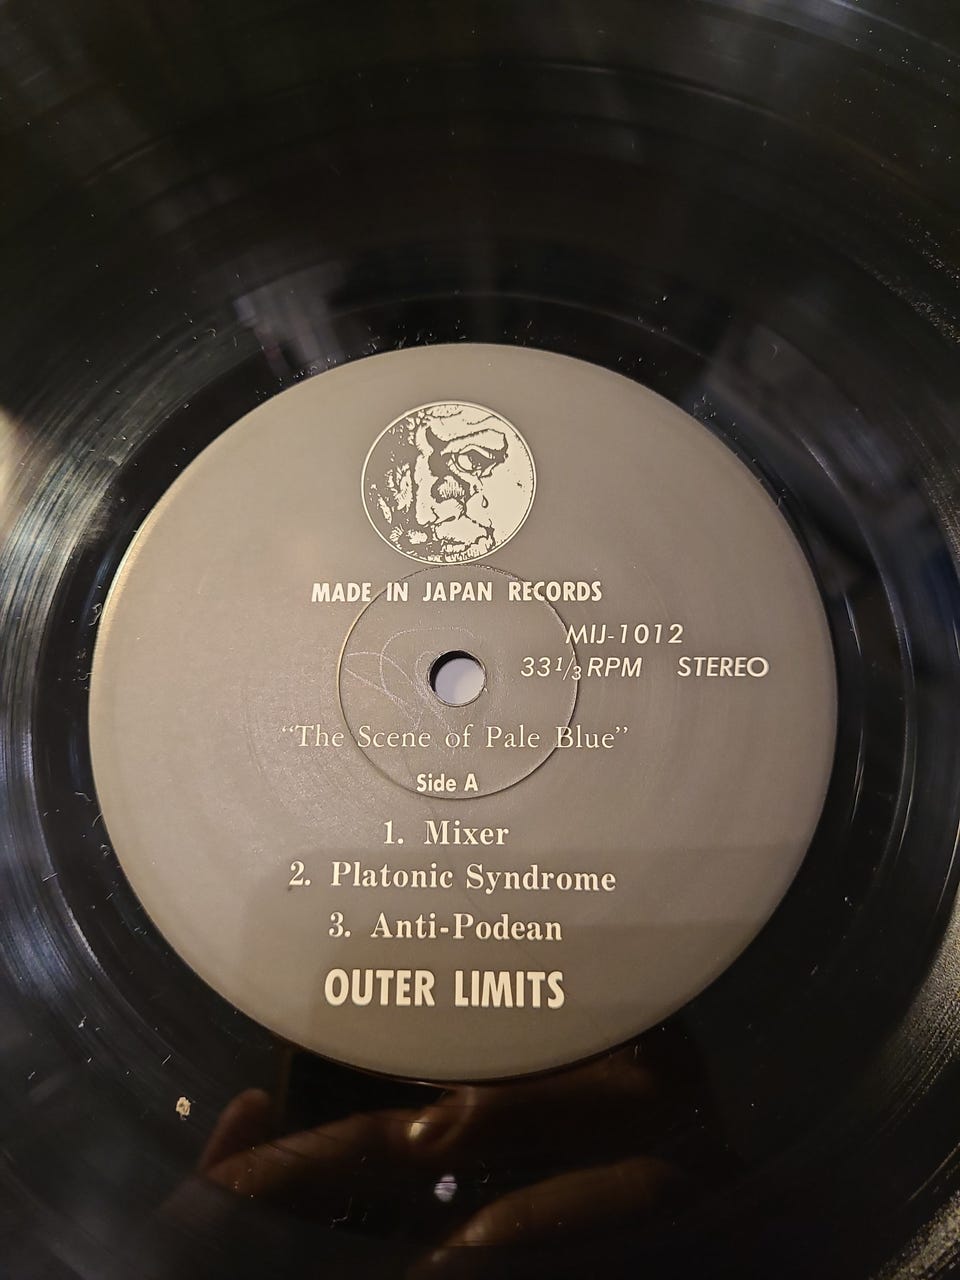 MADE IN JAPAN RECORDS
MIJ-1012
33 1/3 RPM STEREO
“The Scene of Pale Blue”
Side A
1. Mixer
2. Platonic Syndrome
3. Anti-Podean
OUTER LIMITS